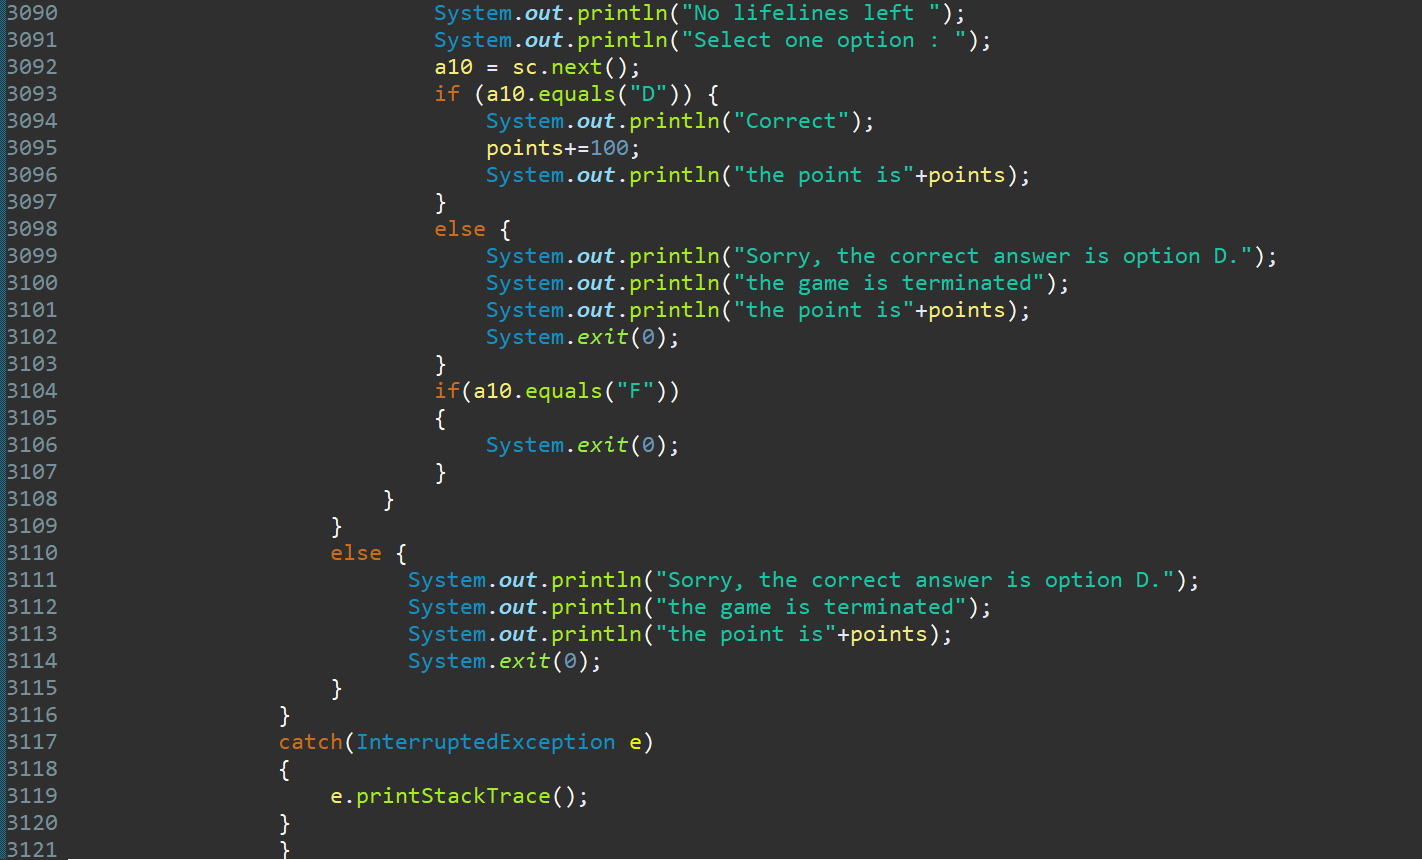 3090 System.out.println("No lifelines left ");
3091 System.out.println("Select one option : ");
3092 a10 = sc.next();
3093 if (a10.equals("D")) {
3094 System.out.println("Correct");
3095 points+=100;
3096 System.out.println("the point is"+points);
3097 }
3098 else {
3099 System.out.println("Sorry, the correct answer is option D.");
3100 System.out.println("the game is terminated");
3101 System.out.println("the point is"+points);
3102 System.exit(0);
3103 }
3104 if(a10.equals("F"))
3105 {
3106 System.exit(0);
3107 }
3108 }
3109 }
3110 else {
3111 System.out.println("Sorry, the correct answer is option D.");
3112 System.out.println("the game is terminated");
3113 System.out.println("the point is"+points);
3114 System.exit(0);
3115 }
3116 }
3117 catch(InterruptedException e)
3118 {
3119 e.printStackTrace();
3120 }
3121 }